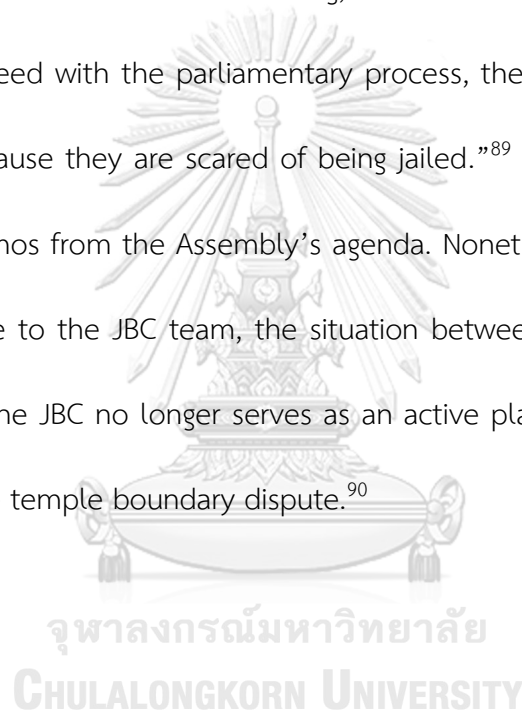 eed with the parliamentary process, the
ause they are scared of being jailed.”89
nos from the Assembly’s agenda. Nonet
e to the JBC team, the situation betwee
ne JBC no longer serves as an active pla
temple boundary dispute.90
จุฬาลงกรณ์มหาวิทยาลัย
CHULALONGKORN UNIVERSITY